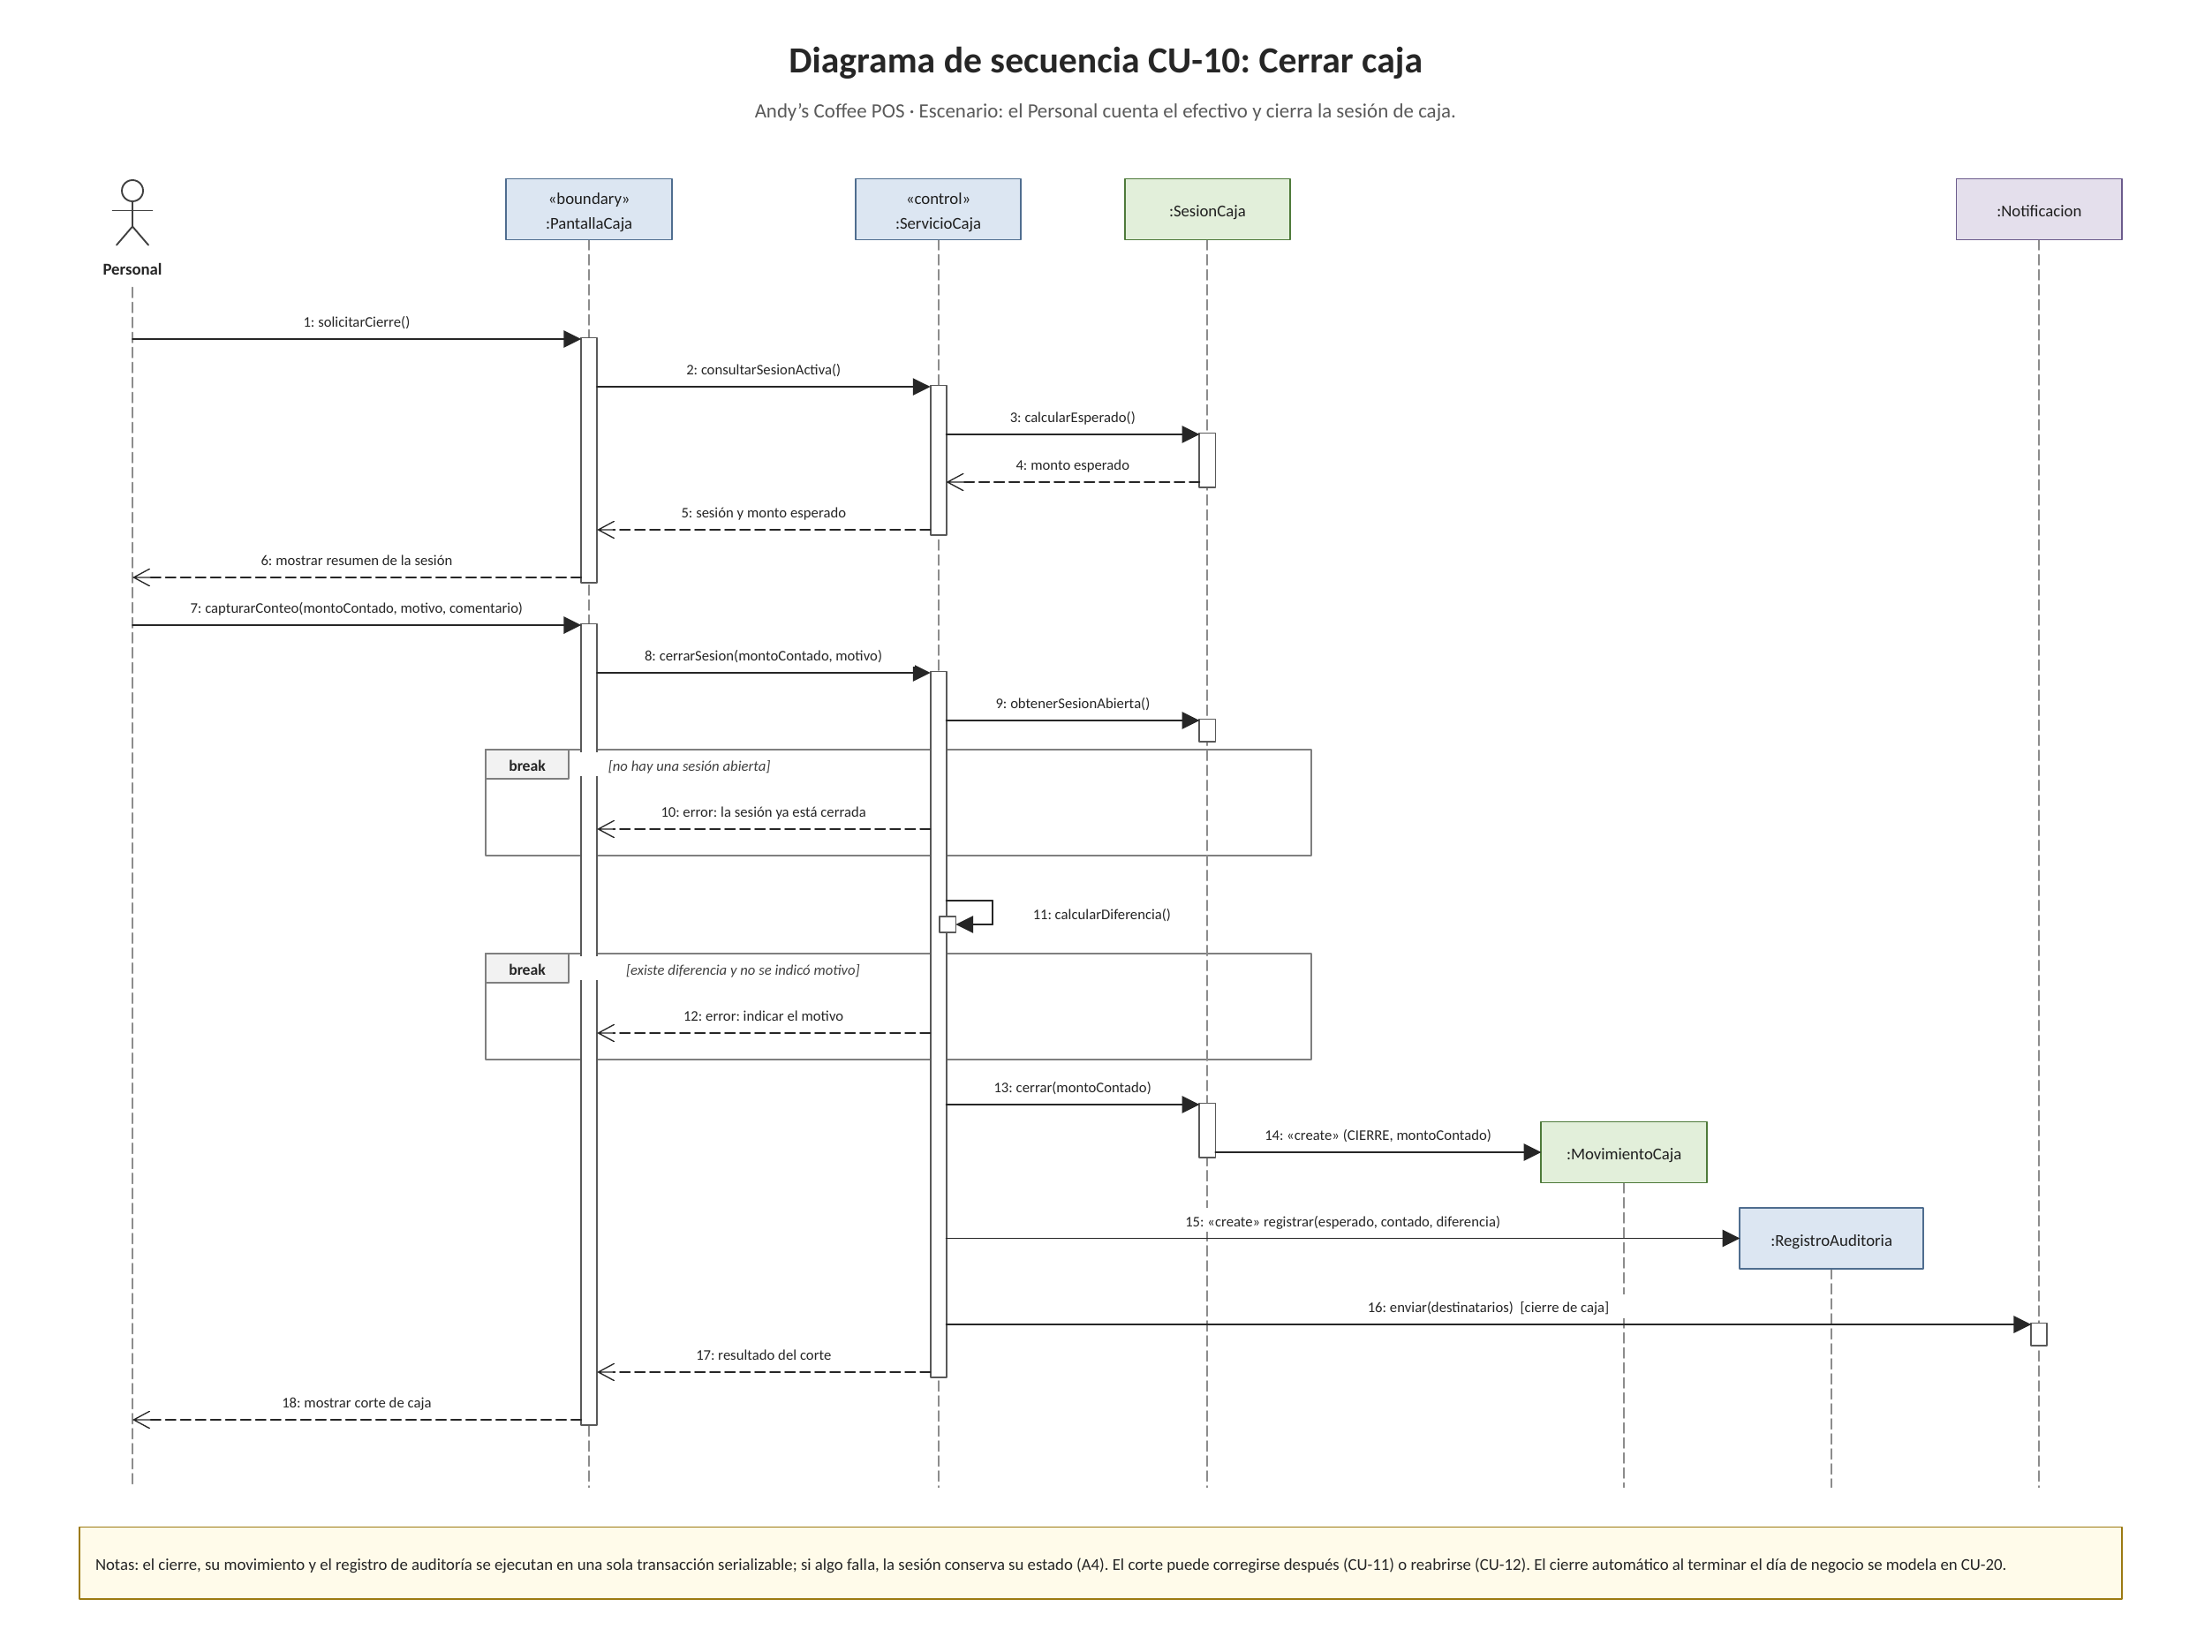 Diagrama de secuencia CU-10: Cerrar caja
Andy’s Coffee POS · Escenario: el Personal cuenta el efectivo y cierra la sesión de caja.
Personal
«boundary»
:PantallaCaja
«control»
:ServicioCaja
:SesionCaja
:Notificacion
1: solicitarCierre()
2: consultarSesionActiva()
3: calcularEsperado()
4: monto esperado
5: sesión y monto esperado
6: mostrar resumen de la sesión
7: capturarConteo(montoContado, motivo, comentario)
8: cerrarSesion(montoContado, motivo)
9: obtenerSesionAbierta()
break
[no hay una sesión abierta]
10: error: la sesión ya está cerrada
11: calcularDiferencia()
break
[existe diferencia y no se indicó motivo]
12: error: indicar el motivo
13: cerrar(montoContado)
14: «create» (CIERRE, montoContado)
:MovimientoCaja
15: «create» registrar(esperado, contado, diferencia)
:RegistroAuditoria
16: enviar(destinatarios) [cierre de caja]
17: resultado del corte
18: mostrar corte de caja
Notas: el cierre, su movimiento y el registro de auditoría se ejecutan en una sola transacción serializable; si algo falla, la sesión conserva su estado (A4). El corte puede corregirse después (CU-11) o reabrirse (CU-12). El cierre automático al terminar el día de negocio se modela en CU-20.